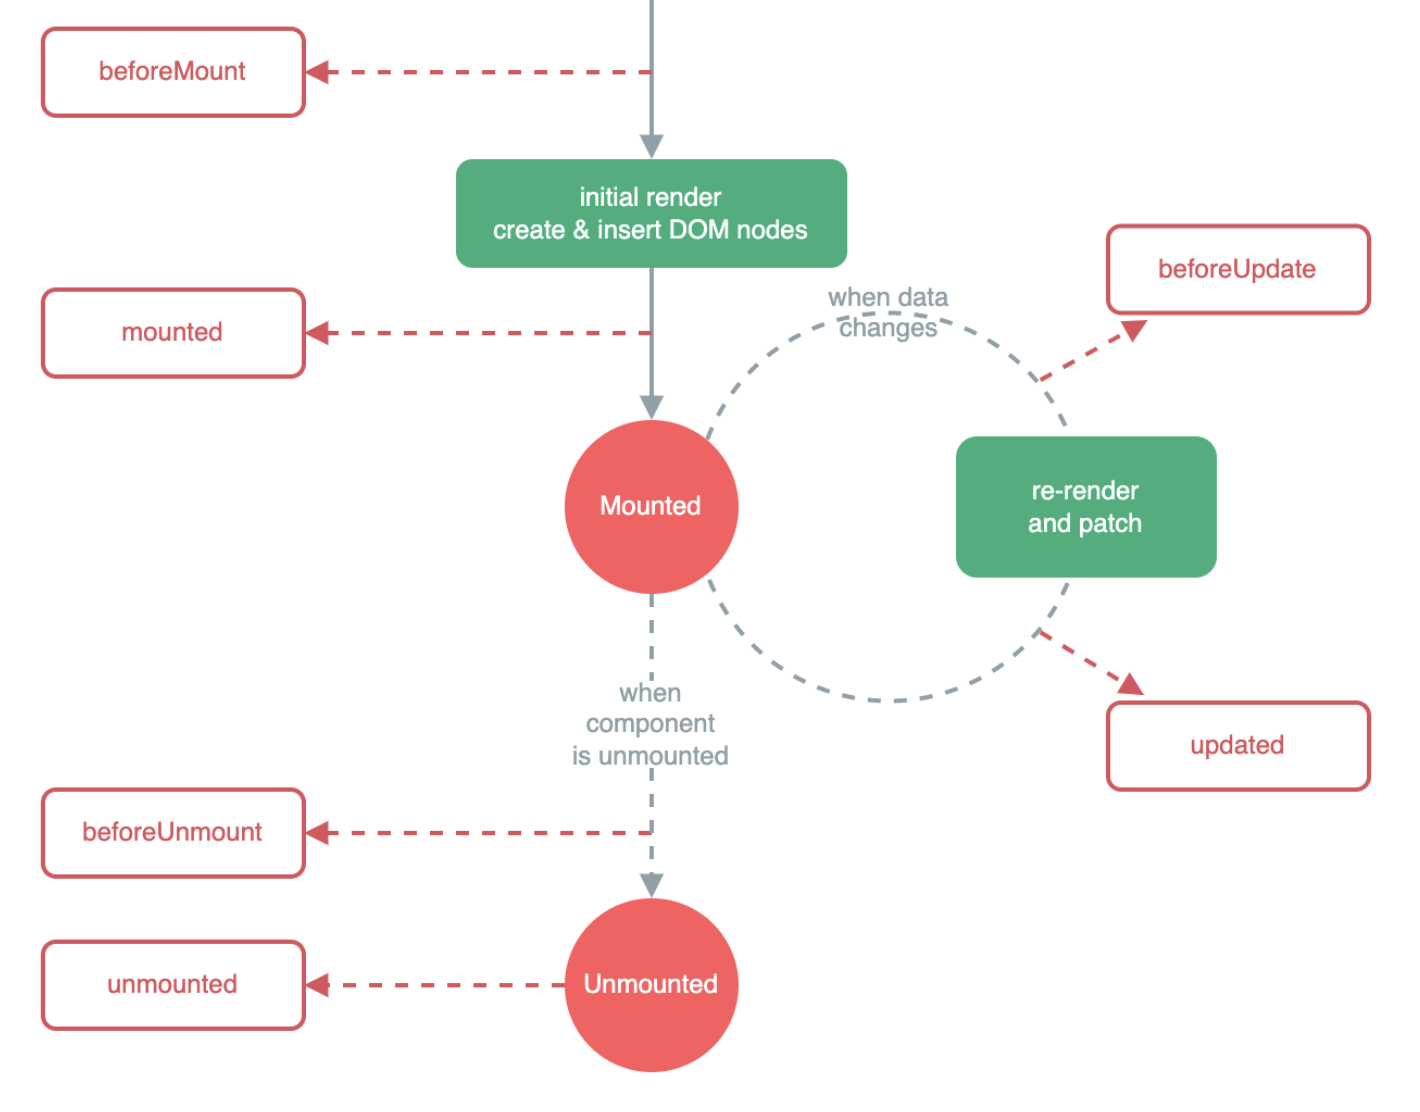 beforeMount
initial render
create & insert DOM nodes
beforeUpdate
when data
changes
mounted
Mounted
re-render
and patch
when
component
is unmounted
updated
beforeUnmount
unmounted
Unmounted